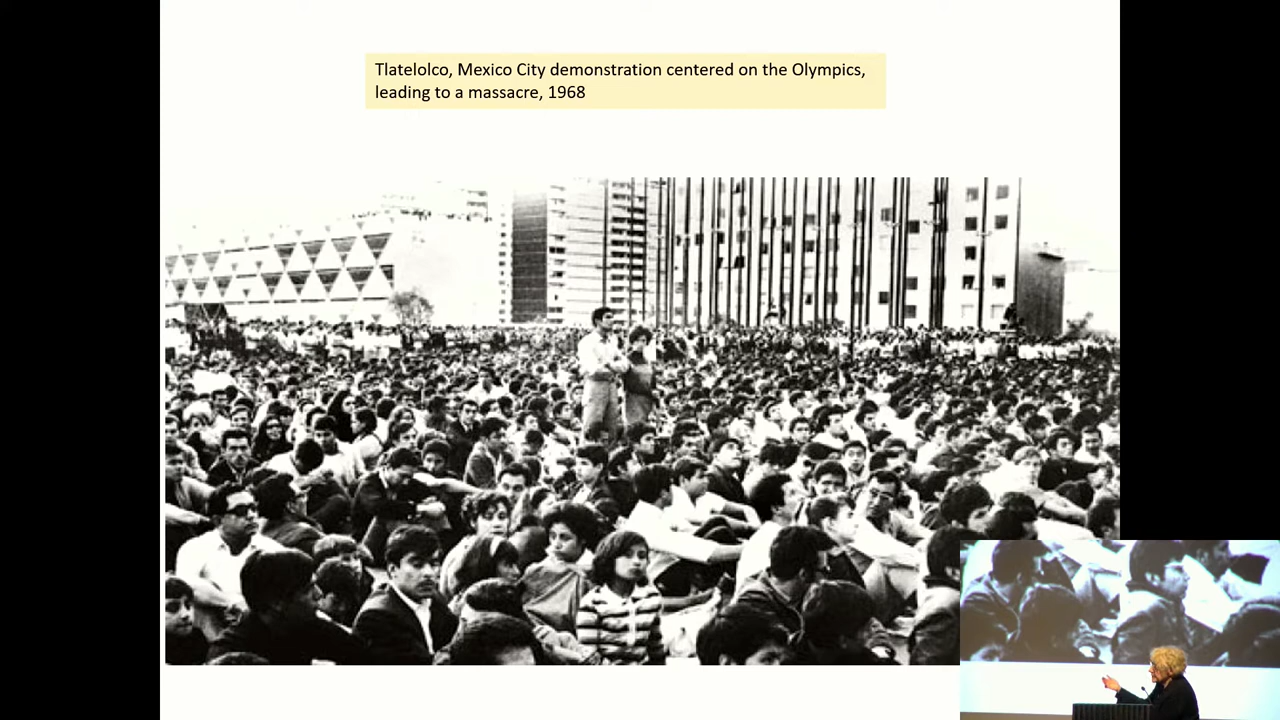 Tlatelolco, Mexico City demonstration centered on the Olympics,
leading to a massacre, 1968